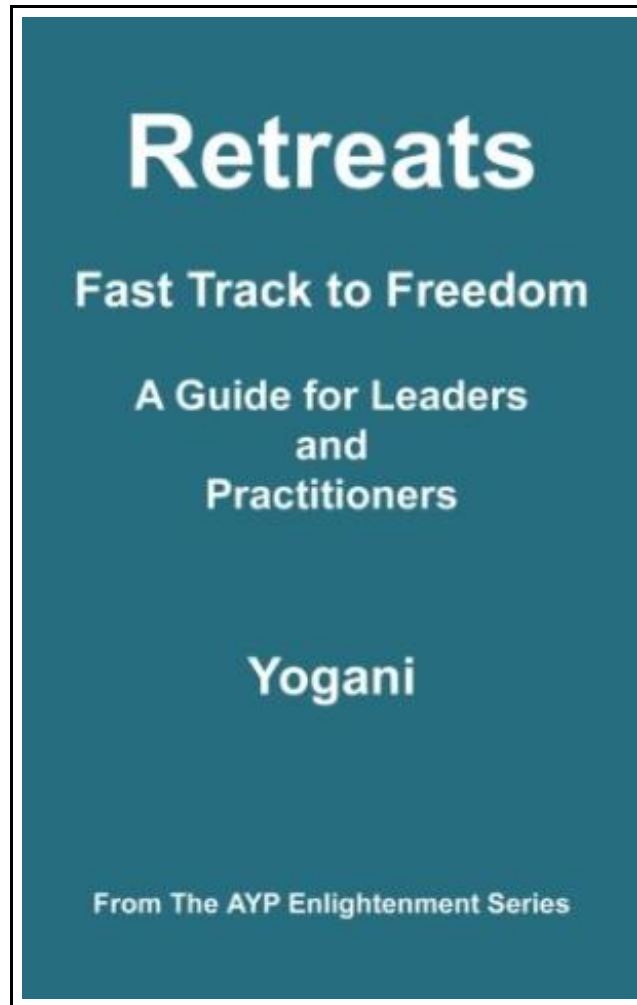 Retreats
Fast Track to Freedom
A Guide for Leaders
and
Practitioners
Yogani
From The AYP Enlightenment Series